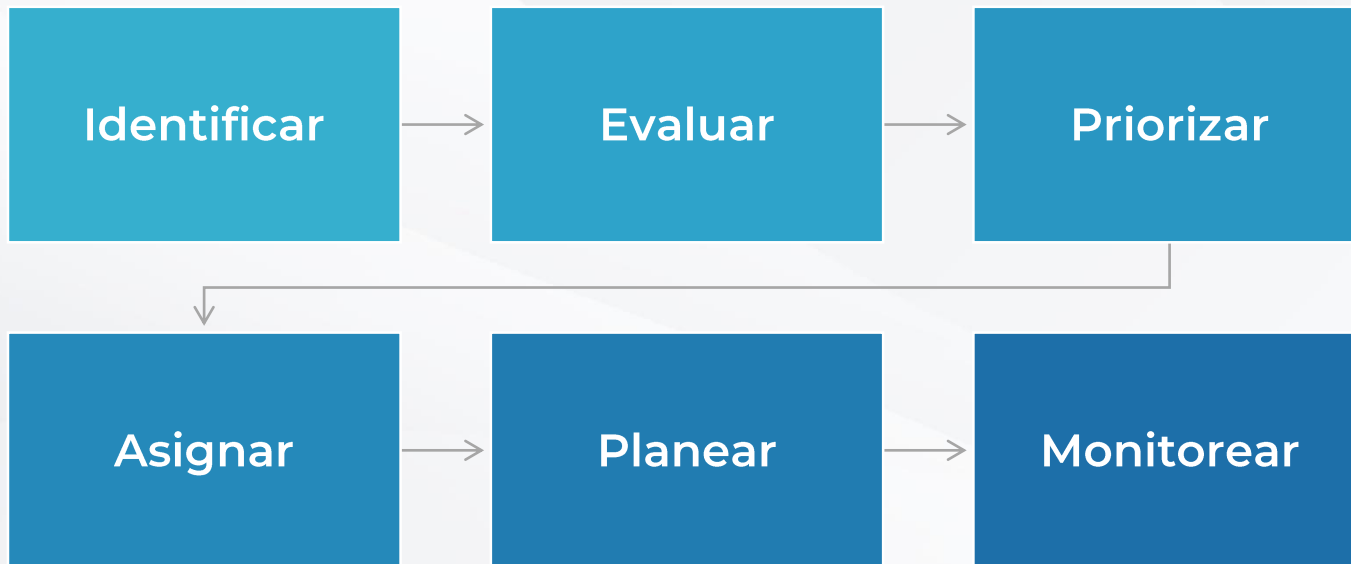 Identificar
Evaluar
Priorizar
Asignar
Planear
Monitorear